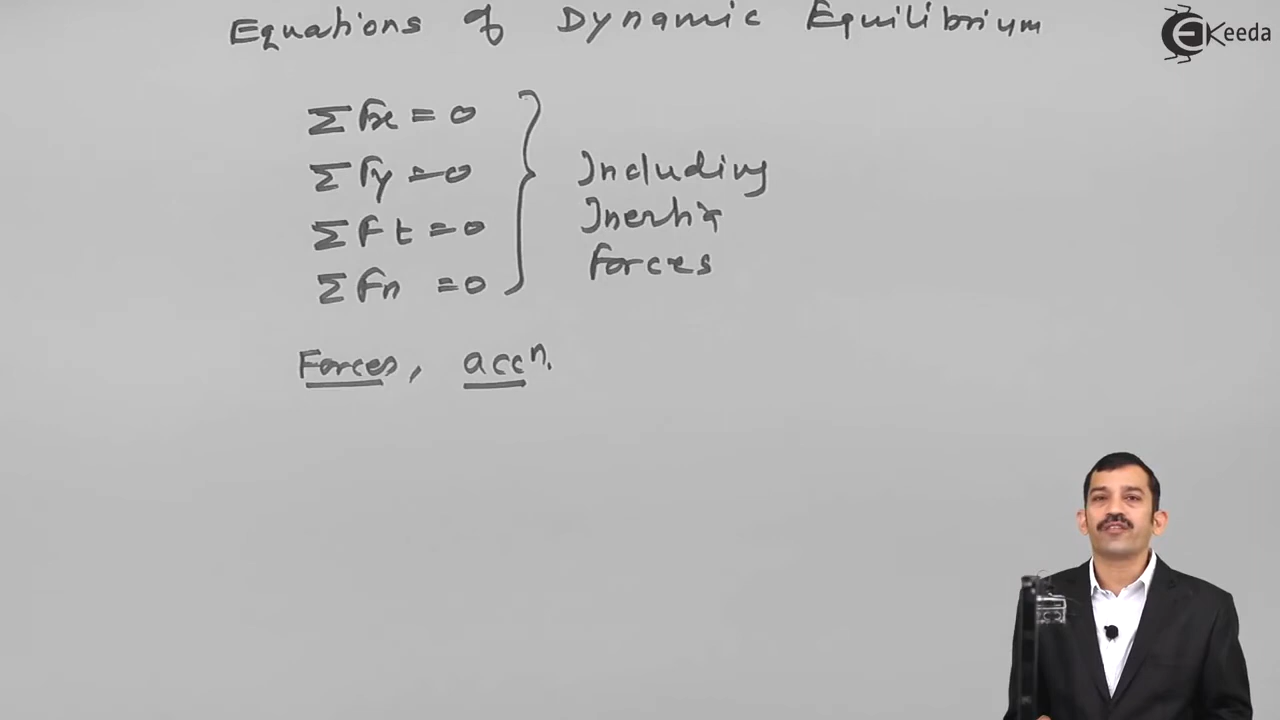 Equations of Dynamic Equilibrium
EKeeda
ΣFx = 0
ΣFy = 0
ΣFt = 0
ΣFn = 0
Including
Inertia
forces
Forces, accⁿ.